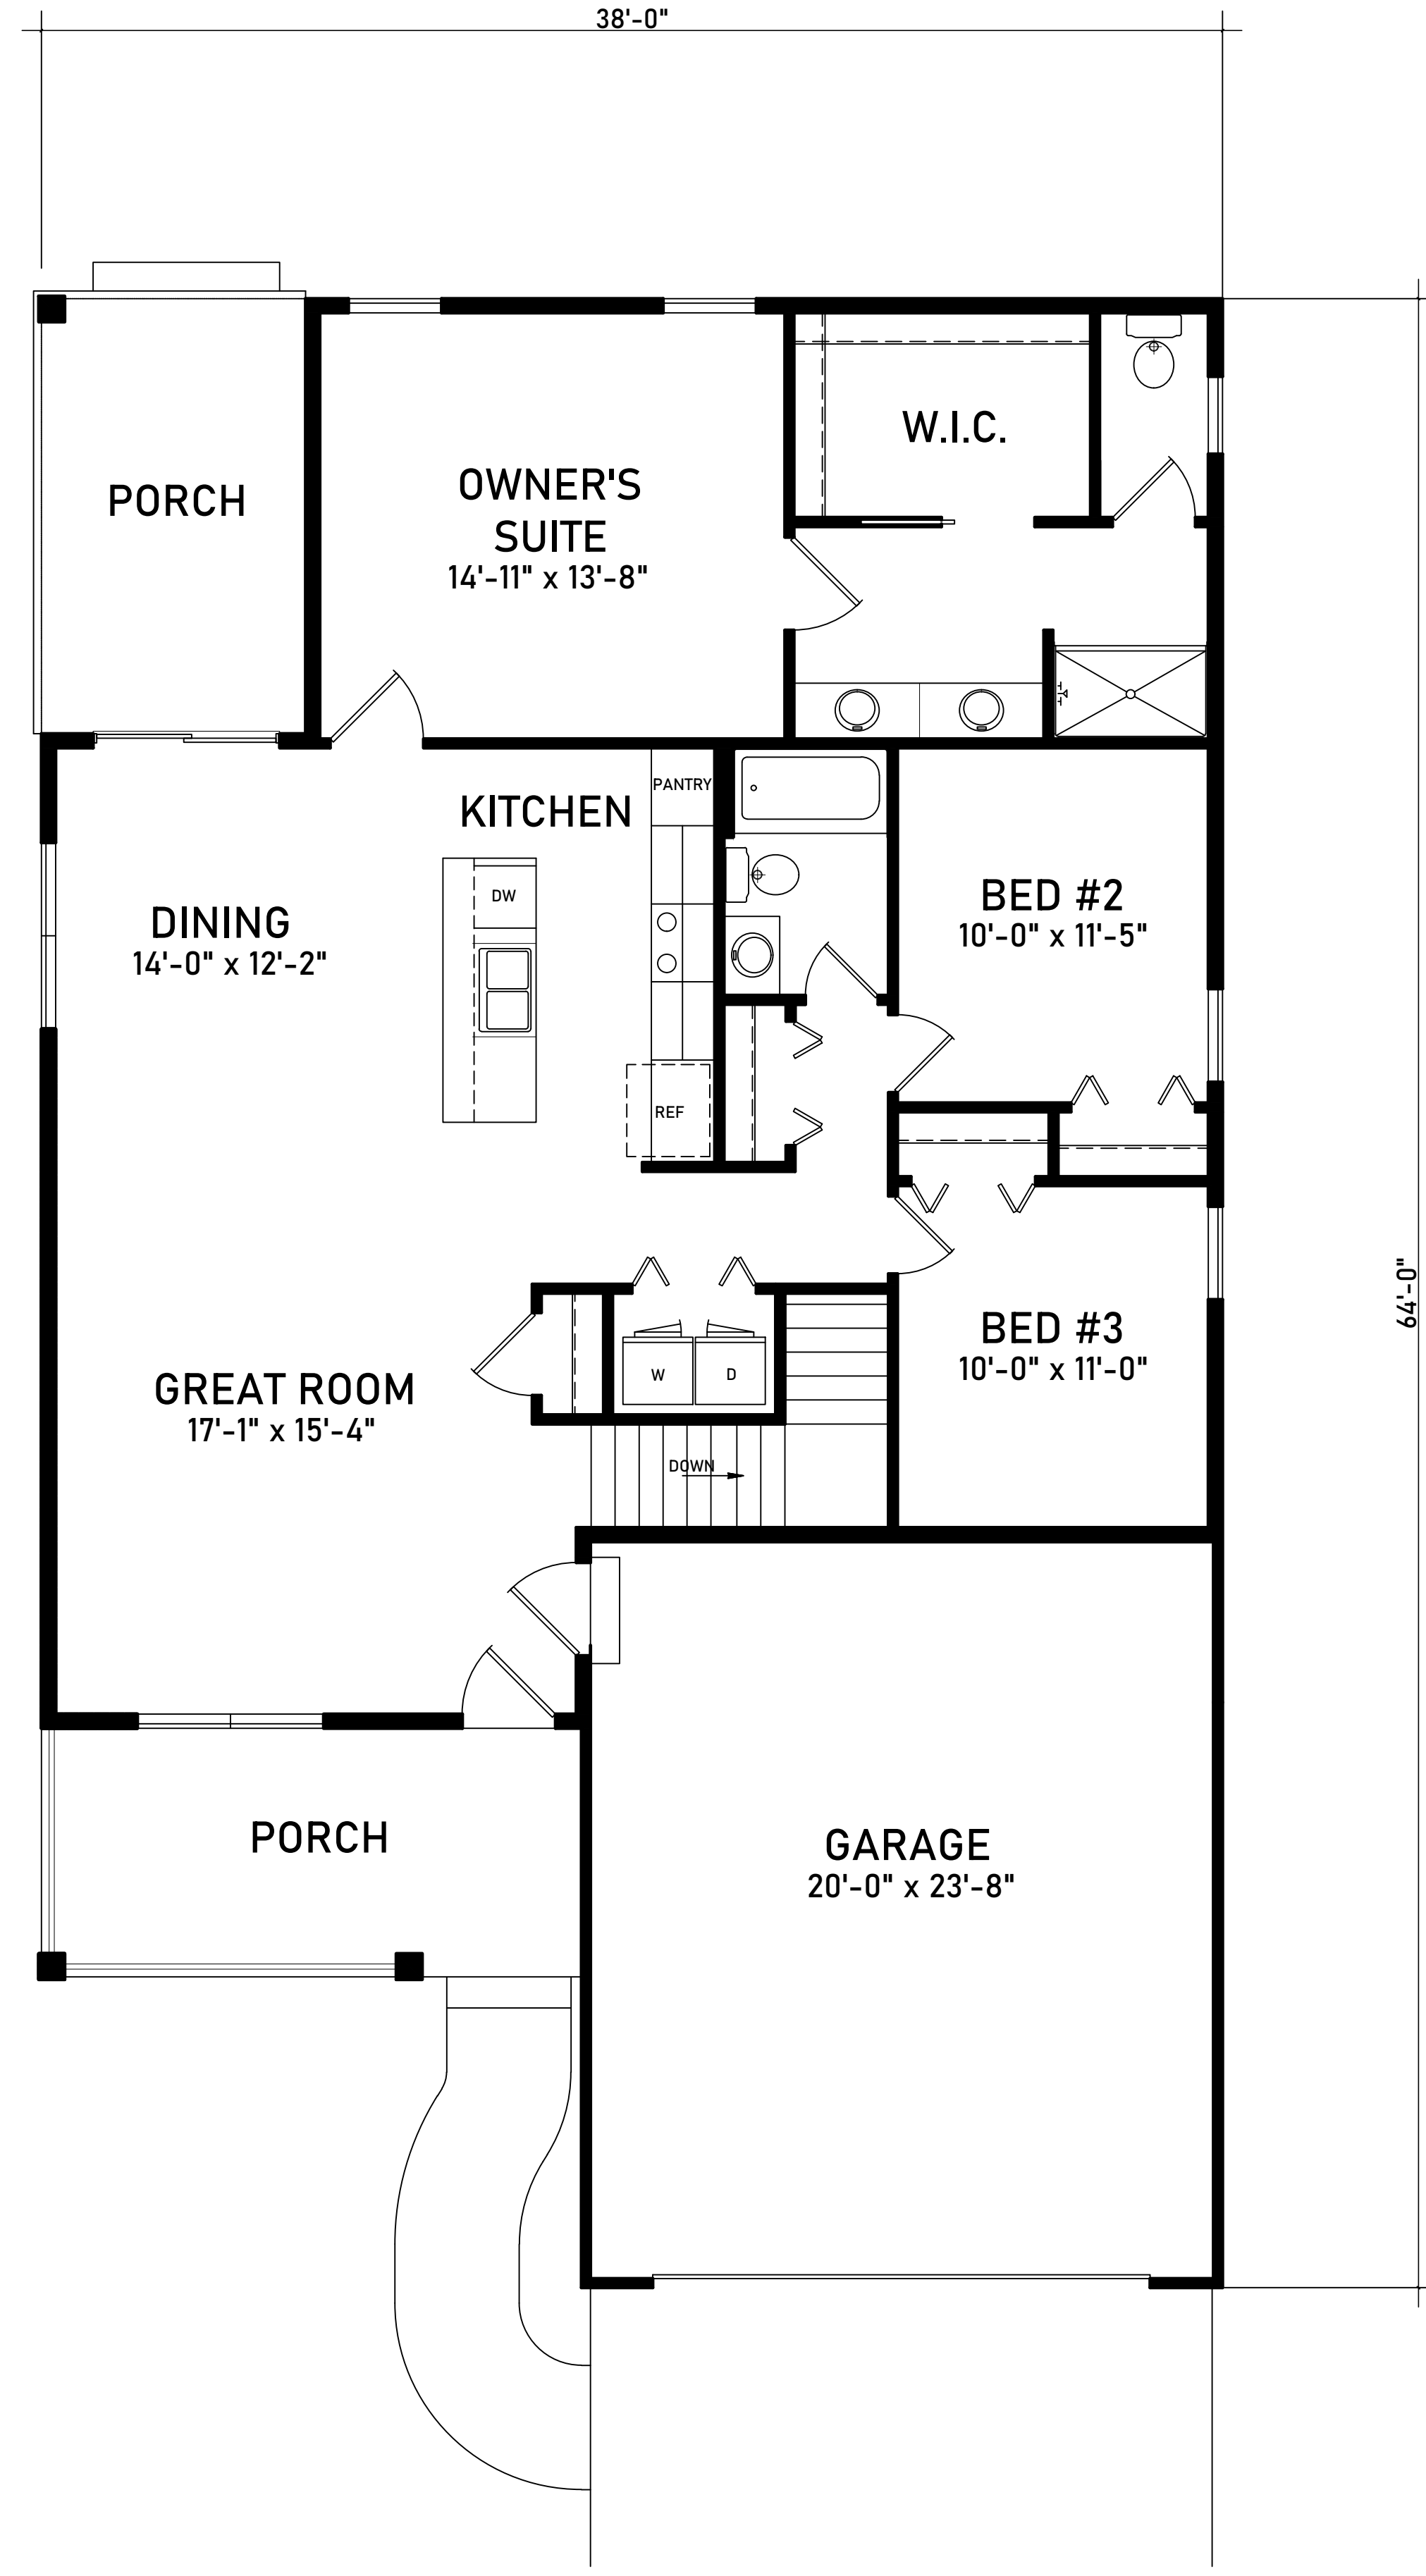 38'-0"
W.I.C.
PORCH
OWNER'S
SUITE
14'-11" x 13'-8"
PANTRY
KITCHEN
DW
BED #2
10'-0" x 11'-5"
DINING
14'-0" x 12'-2"
REF
64'-0"
BED #3
10'-0" x 11'-0"
W
D
GREAT ROOM
17'-1" x 15'-4"
DOWN
PORCH
GARAGE
20'-0" x 23'-8"